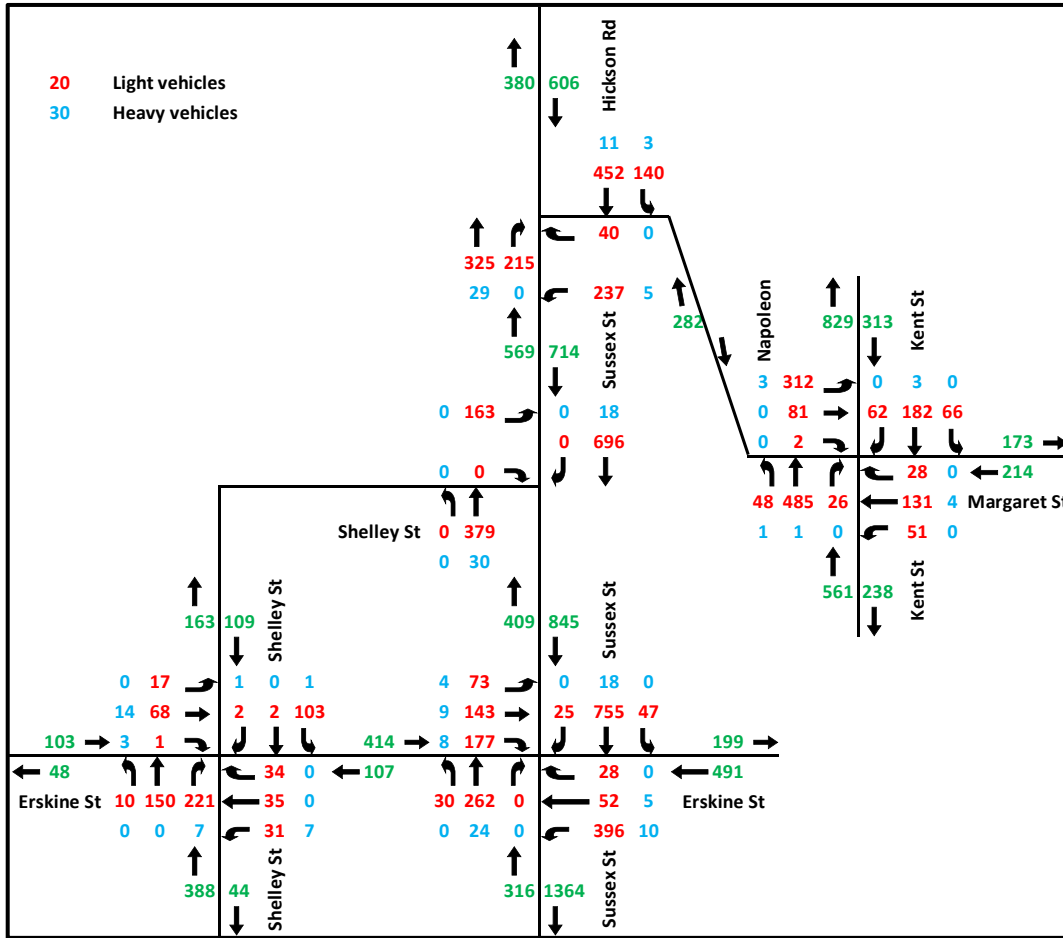 Hickson Rd
380 606
20 Light vehicles
30 Heavy vehicles
11 3
452 140
40 0
325 215
29 0
237 5
Sussex St
569 714
282
Napoleon
829 313
Kent St
3 312 0 3 0
0 81 62 182 66
0 2
173
28 0 214
48 485 26 131 4 Margaret St
1 1 0 51 0
561 238
Kent St
0 163 0 18
0 696
0 0
Shelley St 0 379
0 30
163 109
Shelley St
409 845
Sussex St
0 17 1 0 1
14 68 2 2 103
103 3 1
4 73 0 18 0
9 143 25 755 47
414 8 177
199
48
34 0 107
28 0 491
Erskine St 10 150 221 35 0
30 262 0 52 5 Erskine St
0 0 7 31 7
0 24 0 396 10
388 44
Shelley St
316 1364
Sussex St